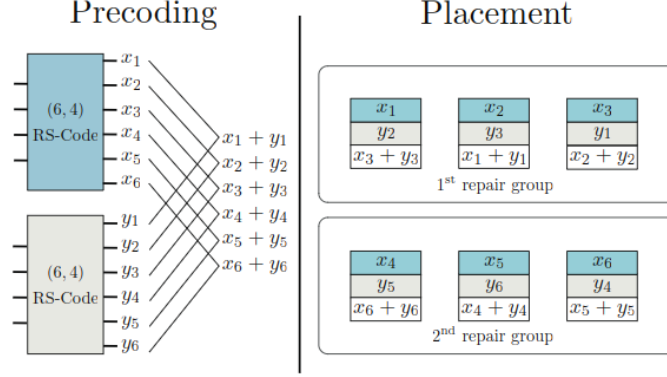 Precoding
Placement
(6, 4)
RS-Code
x₁
x₂
x₃
x₄
x₅
x₆
(6, 4)
RS-Code
y₁
y₂
y₃
y₄
y₅
y₆
x₁ + y₁
x₂ + y₂
x₃ + y₃
x₄ + y₄
x₅ + y₅
x₆ + y₆
x₁ x₂ x₃
y₂ y₃ y₁
x₃ + y₃ x₁ + y₁ x₂ + y₂
1ˢᵗ repair group
x₄ x₅ x₆
y₅ y₆ y₄
x₆ + y₆ x₄ + y₄ x₅ + y₅
2ⁿᵈ repair group